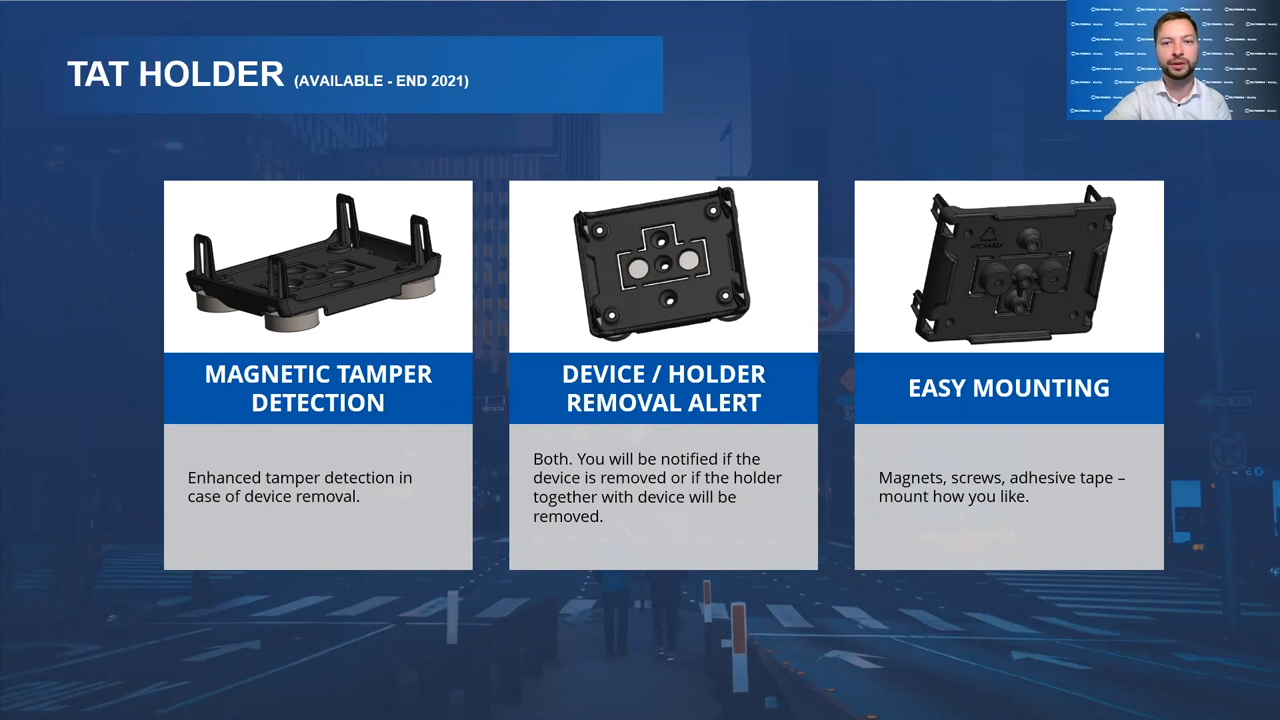 TAT HOLDER (AVAILABLE - END 2021)
MAGNETIC TAMPER
DETECTION
Enhanced tamper detection in
case of device removal.
DEVICE / HOLDER
REMOVAL ALERT
Both. You will be notified if the
device is removed or if the holder
together with device will be
removed.
EASY MOUNTING
Magnets, screws, adhesive tape –
mount how you like.